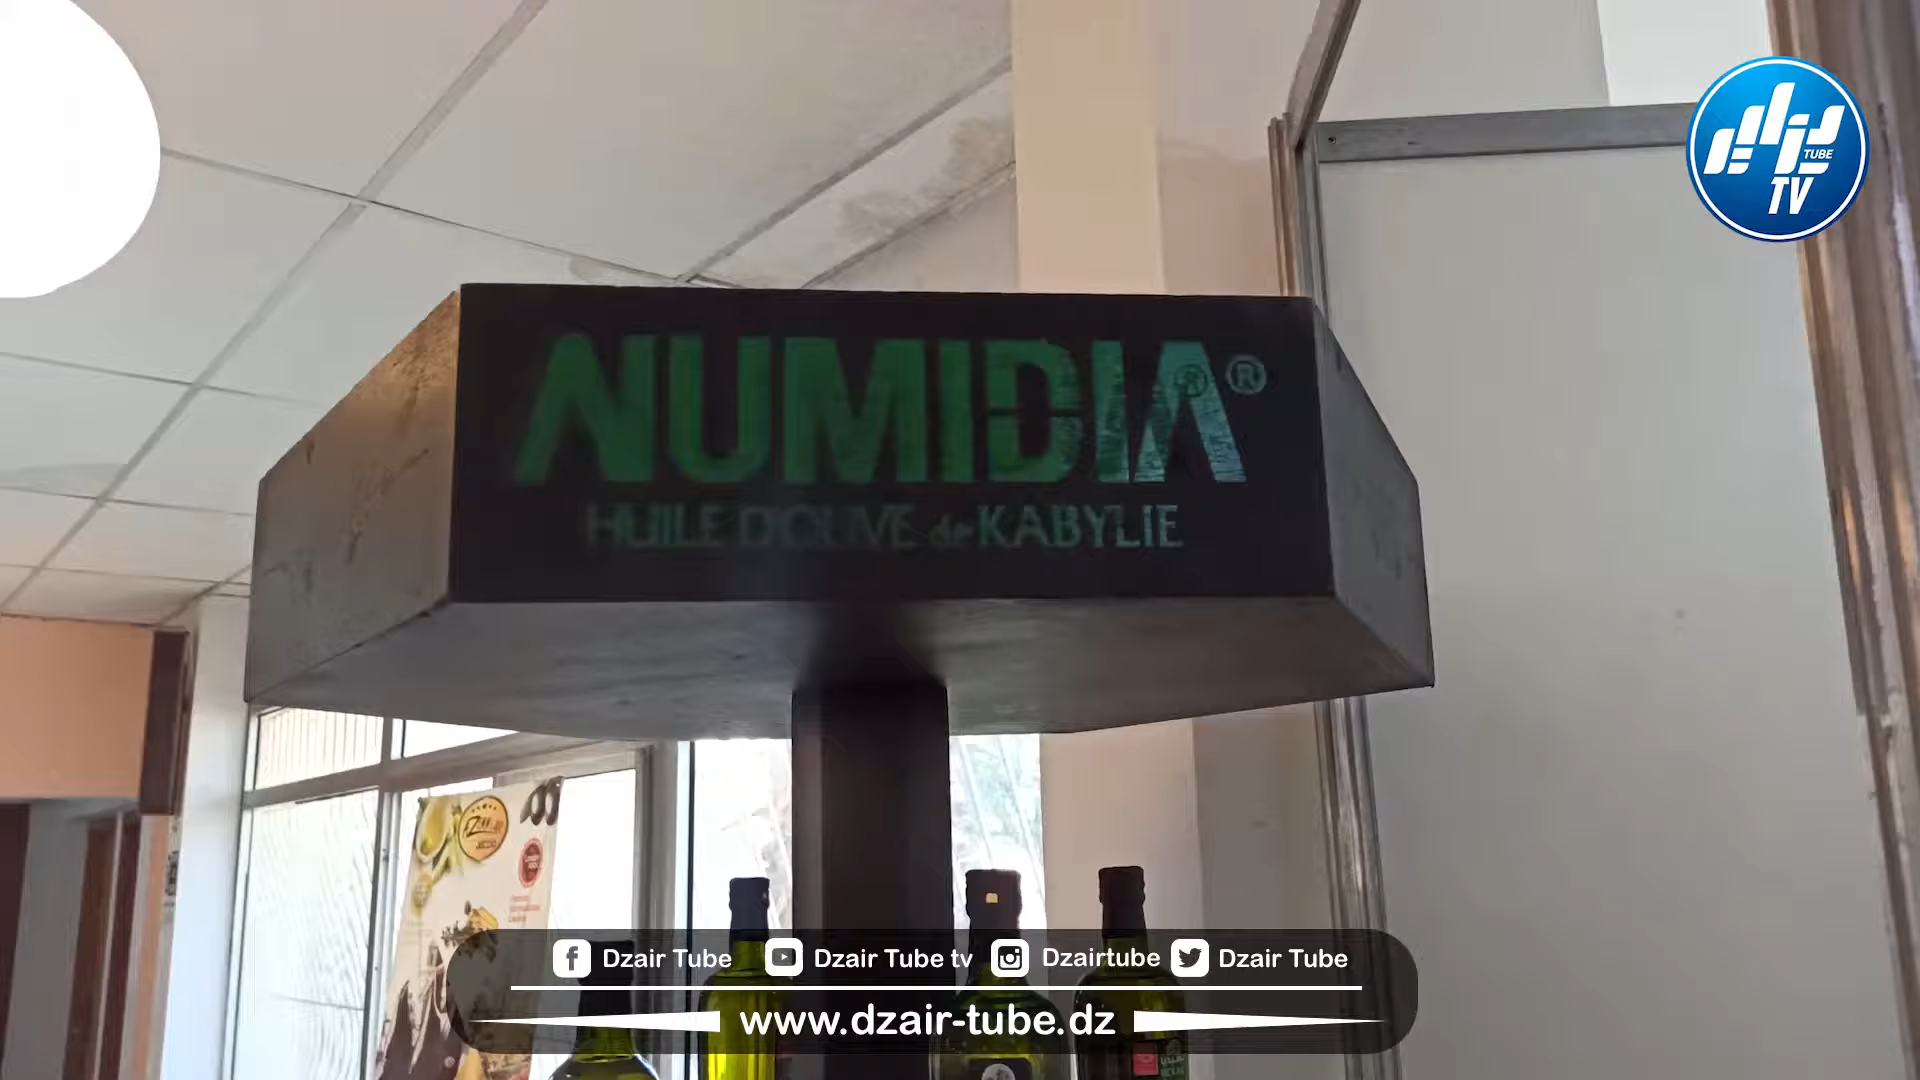 TUBE
TV
NUMIDIA®
HUILE D'OLIVE de KABYLIE
Dzair Tube Dzair Tube tv Dzairtube Dzair Tube
www.dzair-tube.dz